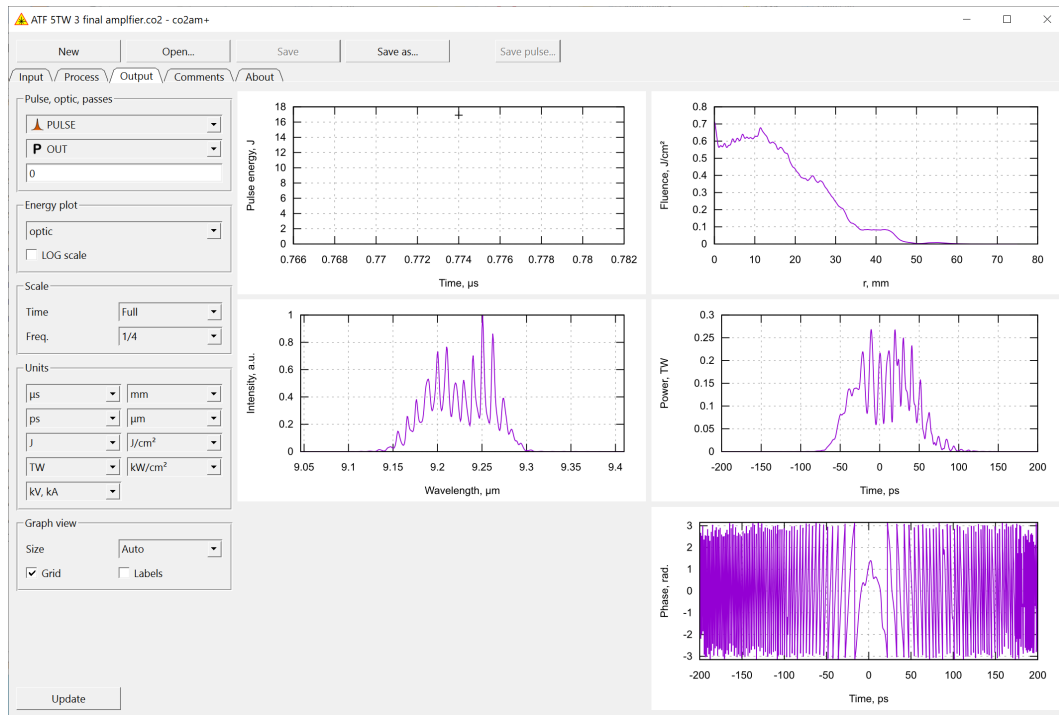 ATF 5TW 3 final amplfier.co2 - co2am+
New Open... Save Save as... Save pulse...
Input Process Output Comments About
Pulse, optic, passes
PULSE
P OUT
0
Energy plot
optic
LOG scale
Scale
Time Full
Freq. 1/4
Units
µs mm
ps µm
J J/cm²
TW kW/cm²
kV, kA
Graph view
Size Auto
Grid Labels
Update
Pulse energy, J
18
16
14
12
10
8
6
4
2
0
0.766 0.768 0.77 0.772 0.774 0.776 0.778 0.78 0.782
Time, µs
Fluence, J/cm²
0.8
0.7
0.6
0.5
0.4
0.3
0.2
0.1
0
0 10 20 30 40 50 60 70 80
r, mm
Intensity, a.u.
1
0.8
0.6
0.4
0.2
0
9.05 9.1 9.15 9.2 9.25 9.3 9.35 9.4
Wavelength, µm
Power, TW
0.3
0.25
0.2
0.15
0.1
0.05
0
-200 -150 -100 -50 0 50 100 150 200
Time, ps
Phase, rad.
3
2
1
0
-1
-2
-3
-200 -150 -100 -50 0 50 100 150 200
Time, ps